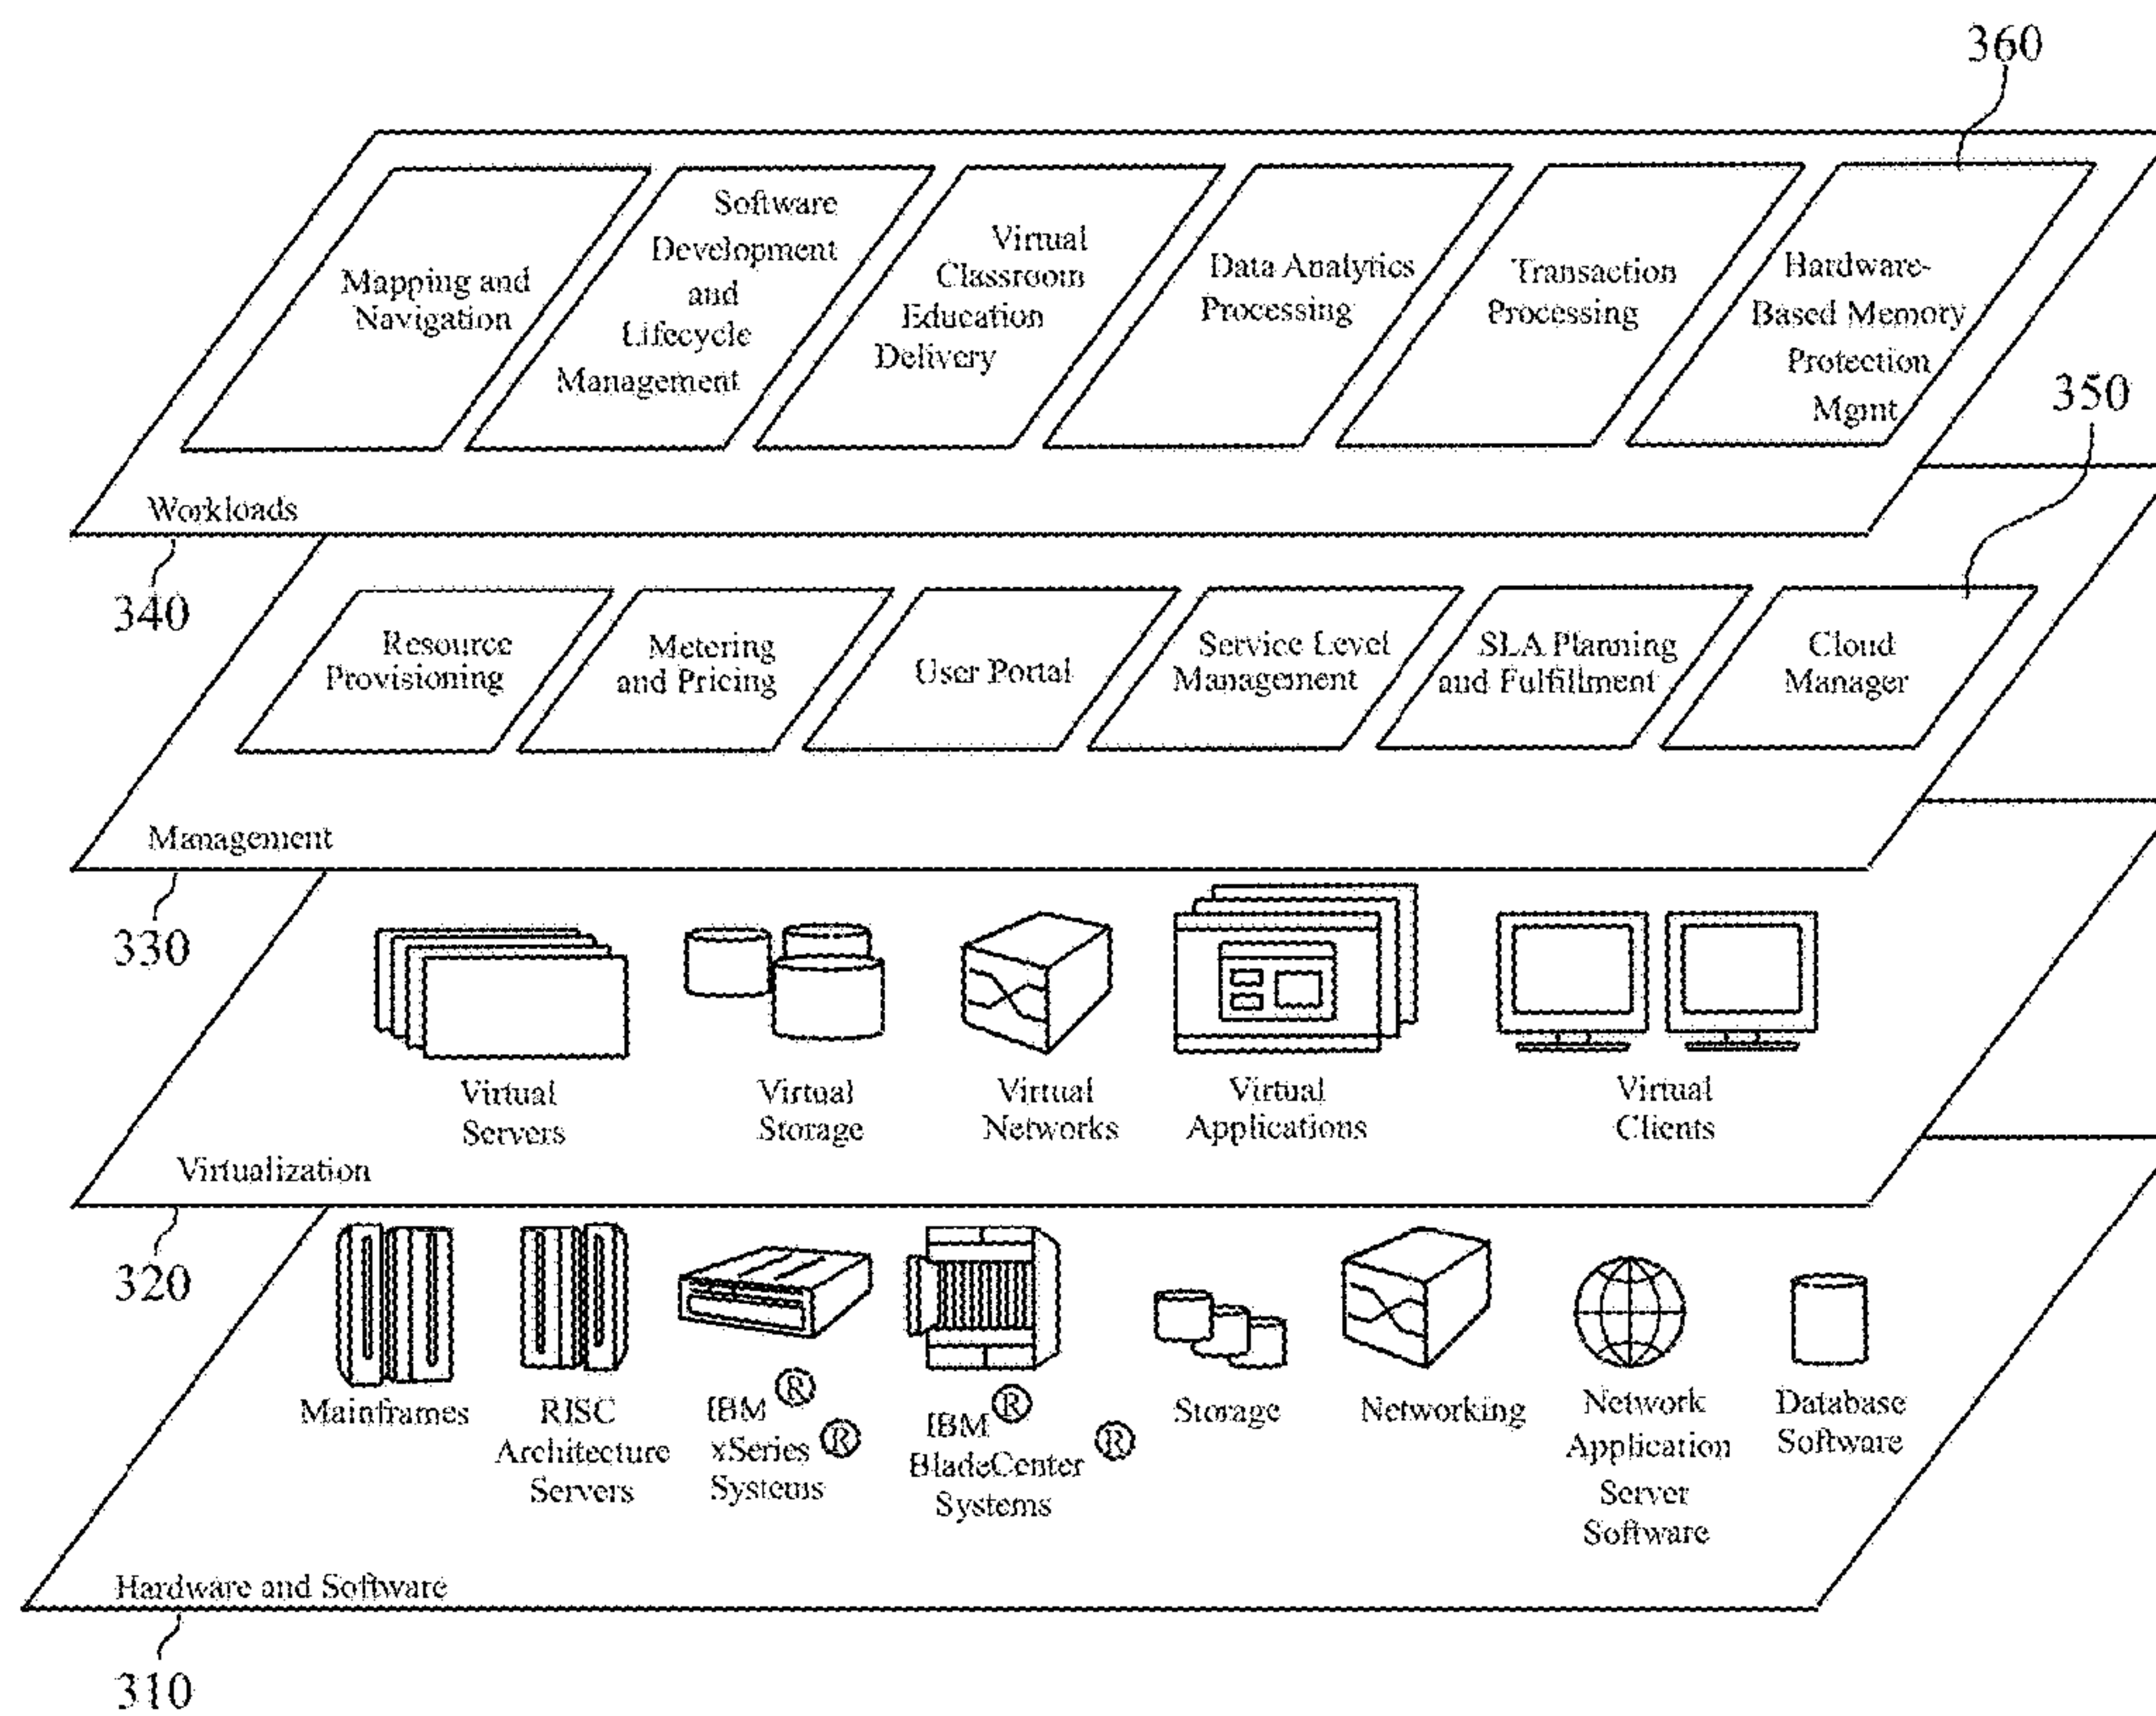 360
Software
Development
and
Lifecycle
Management
Virtual
Classroom
Education
Delivery
Mapping and
Navigation
Data Analytics
Processing
Transaction
Processing
Hardware-
Based Memory
Protection
Mgmt
350
Workloads
340
Resource
Provisioning
Metering
and Pricing
User Portal
Service Level
Management
SLA Planning
and Fulfillment
Cloud
Manager
Management
330
Virtual
Servers
Virtual
Storage
Virtual
Networks
Virtual
Applications
Virtual
Clients
Virtualization
320
Mainframes
RISC
Architecture
Servers
IBM ®
xSeries ®
Systems
IBM ®
BladeCenter ®
Systems
Storage
Networking
Network
Application
Server
Software
Database
Software
Hardware and Software
310